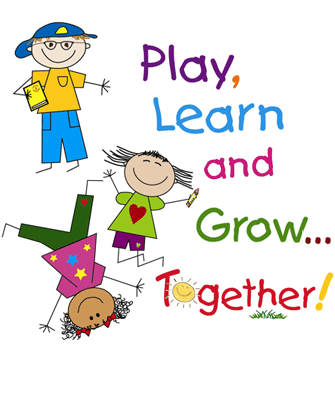 Play,
Learn
and
Grow...
Together!